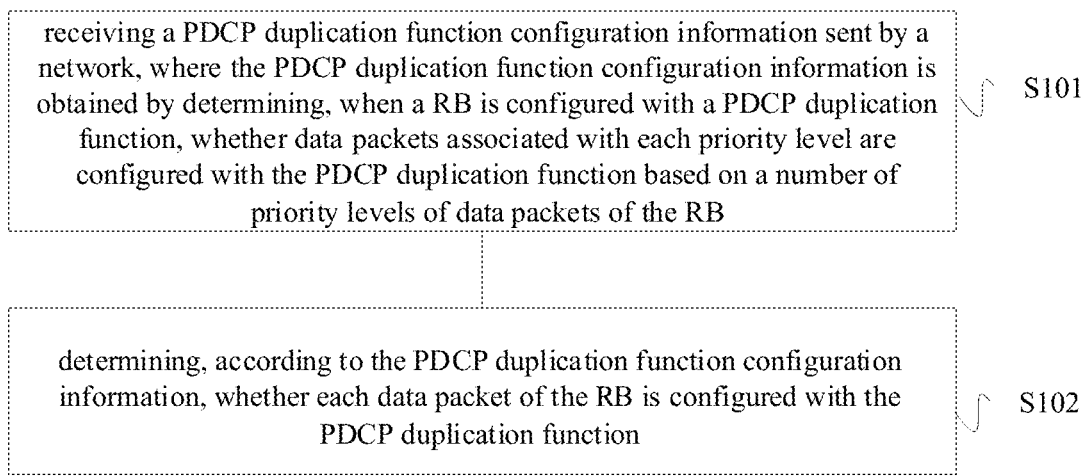 receiving a PDCP duplication function configuration information sent by a
network, where the PDCP duplication function configuration information is
obtained by determining, when a RB is configured with a PDCP duplication
function, whether data packets associated with each priority level are
configured with the PDCP duplication function based on a number of
priority levels of data packets of the RB
S101
determining, according to the PDCP duplication function configuration
information, whether each data packet of the RB is configured with the
PDCP duplication function
S102